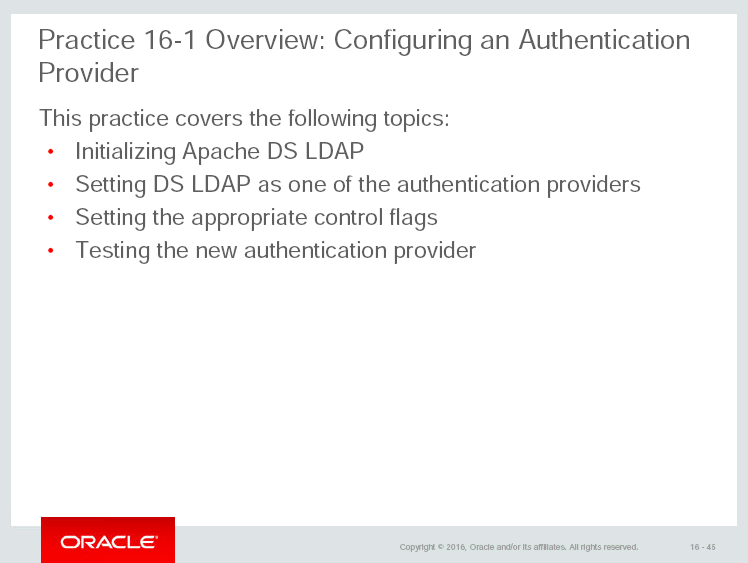 Practice 16-1 Overview: Configuring an Authentication
Provider
This practice covers the following topics:
• Initializing Apache DS LDAP
• Setting DS LDAP as one of the authentication providers
• Setting the appropriate control flags
• Testing the new authentication provider
ORACLE®
Copyright © 2016, Oracle and/or its affiliates. All rights reserved.
16 - 45